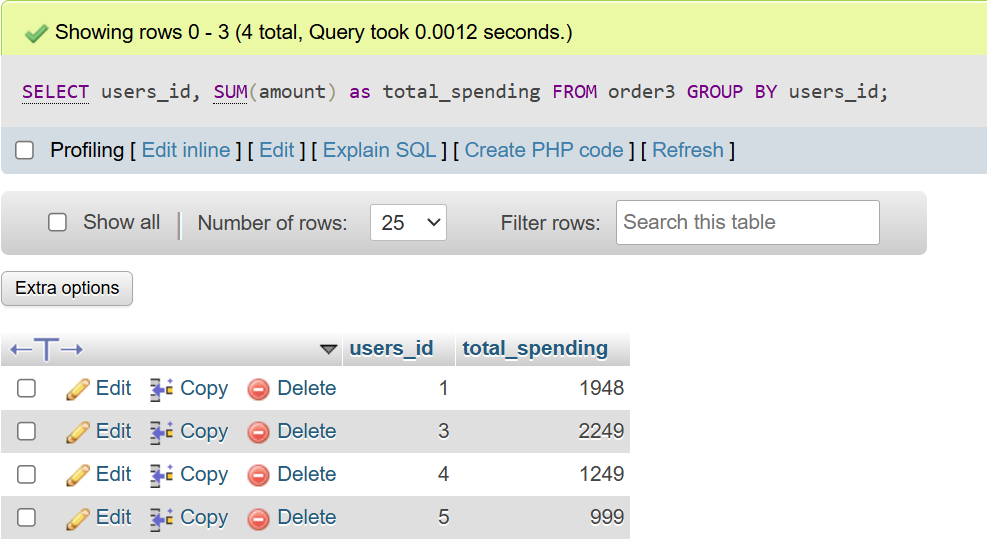 Showing rows 0 - 3 (4 total, Query took 0.0012 seconds.)
SELECT users_id, SUM(amount) as total_spending FROM order3 GROUP BY users_id;
Profiling [ Edit inline ] [ Edit ] [ Explain SQL ] [ Create PHP code ] [ Refresh ]
Show all | Number of rows: 25 Filter rows: Search this table
Extra options
←T→ users_id total_spending
Edit Copy Delete 1 1948
Edit Copy Delete 3 2249
Edit Copy Delete 4 1249
Edit Copy Delete 5 999